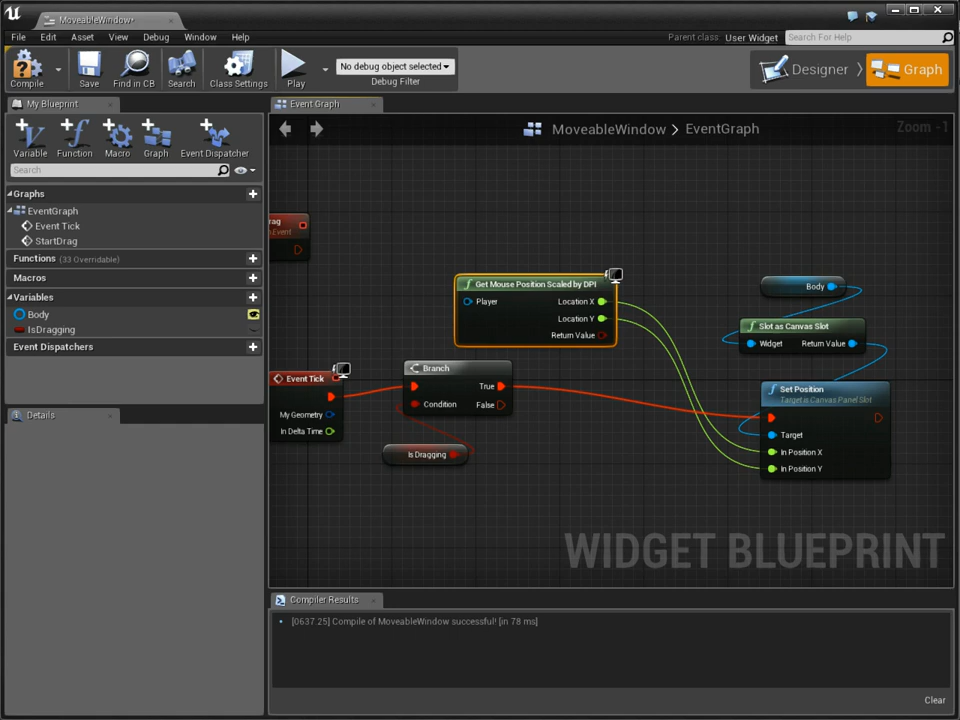 MoveableWindow*
File Edit Asset View Debug Window Help
Parent class User Widget Search For Help
Compile Save Find in CB Search Class Settings Play
No debug object selected
Debug Filter
Designer Graph
My Blueprint
Event Graph
Variable Function Macro Graph Event Dispatcher
Search
MoveableWindow > EventGraph
Zoom -1
Graphs
EventGraph
Event Tick
StartDrag
Functions (33 Overridable)
Macros
Variables
Body
IsDragging
Event Dispatchers
Details
rag
Event
Get Mouse Position Scaled by DPI
Player Location X
Location Y
Return Value
Body
Slot as Canvas Slot
Widget Return Value
Event Tick
My Geometry
In Delta Time
Branch
True
Condition False
Is Dragging
Set Position
Target is Canvas Panel Slot
Target
In Position X
In Position Y
WIDGET BLUEPRINT
Compiler Results
[0637.25] Compile of MoveableWindow successful! [in 78 ms]
Clear